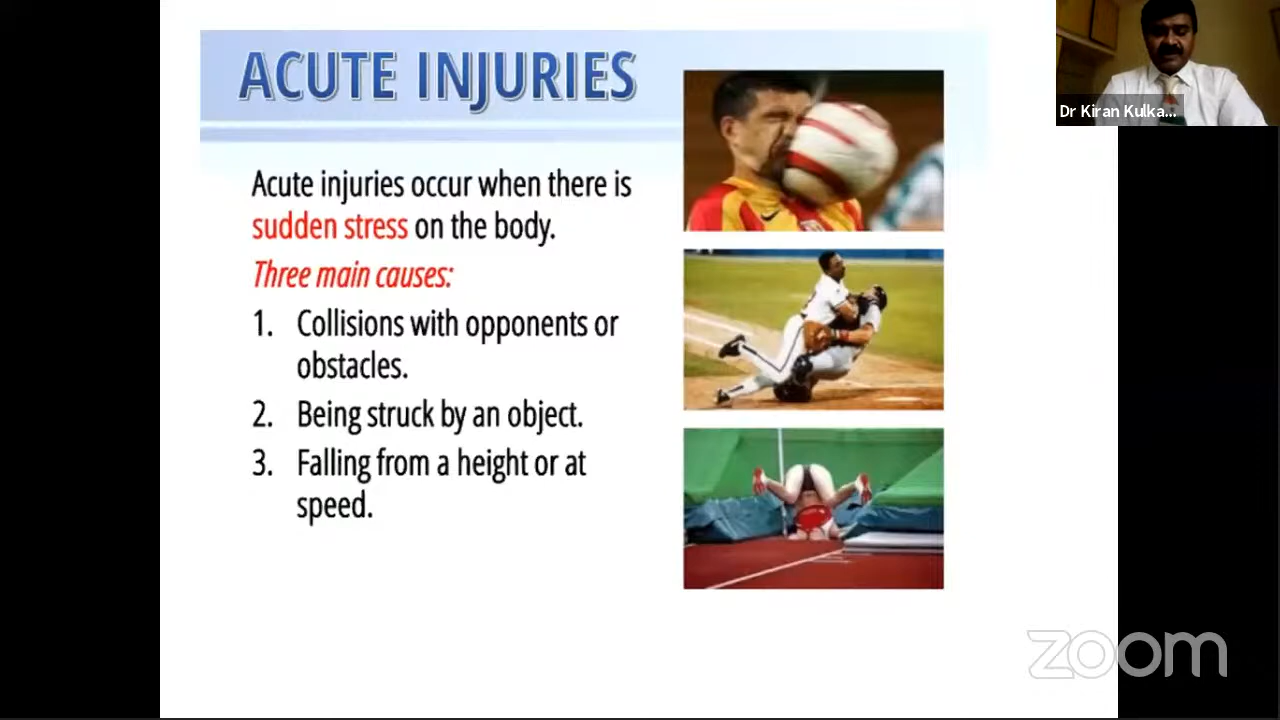 ACUTE INJURIES
Dr Kiran Kulka...
Acute injuries occur when there is
sudden stress on the body.
Three main causes:
1. Collisions with opponents or
obstacles.
2. Being struck by an object.
3. Falling from a height or at
speed.
zoom